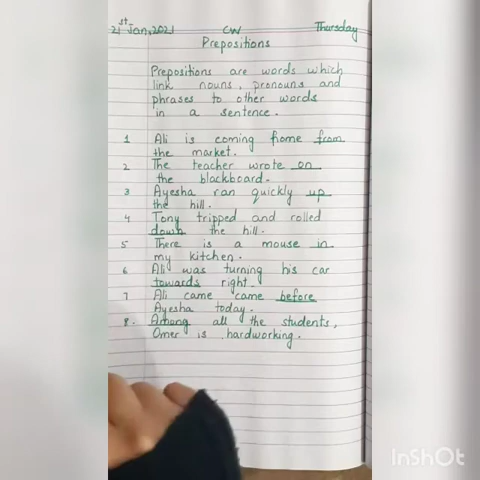 21st Jan, 2021 CW Thursday
Prepositions
Prepositions are words which
link nouns, pronouns and
phrases to other words
in a sentence.
1 Ali is coming home from
the market.
2 The teacher wrote on
the blackboard.
3 Ayesha ran quickly up
the hill.
4 Tony tripped and rolled
down the hill.
5 There is a mouse in
my kitchen.
6 Ali was turning his car
towards right.
7 Ali came came before
Ayesha today.
8. Among all the students,
Omer is hardworking.
InShOt